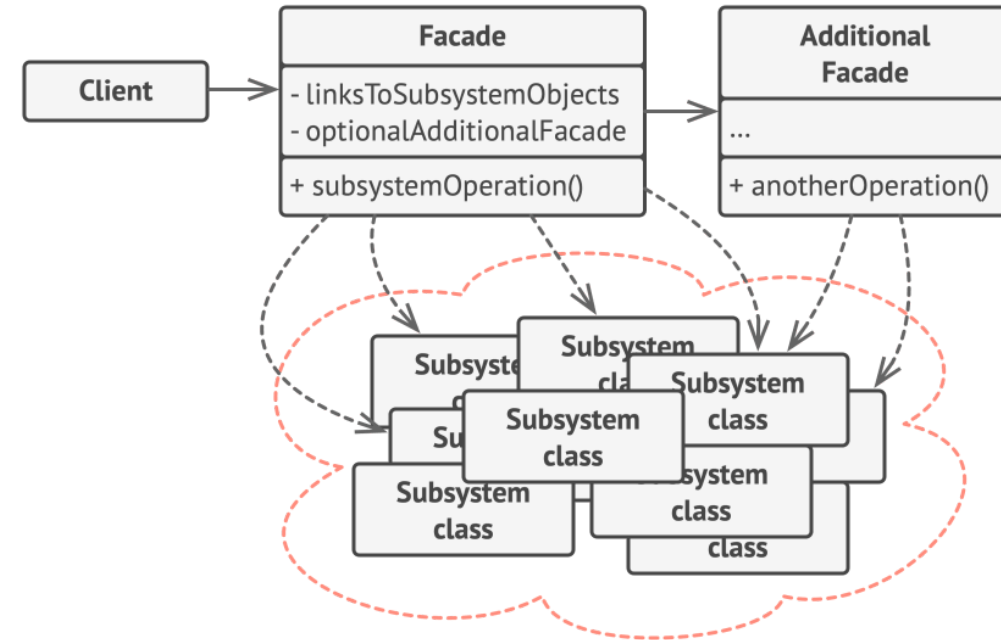 Client
Facade
- linksToSubsystemObjects
- optionalAdditionalFacade
+ subsystemOperation()
Additional
Facade
...
+ anotherOperation()
Subsystem
Subsystem
class
Subsystem
class
Subsystem
class
class
class